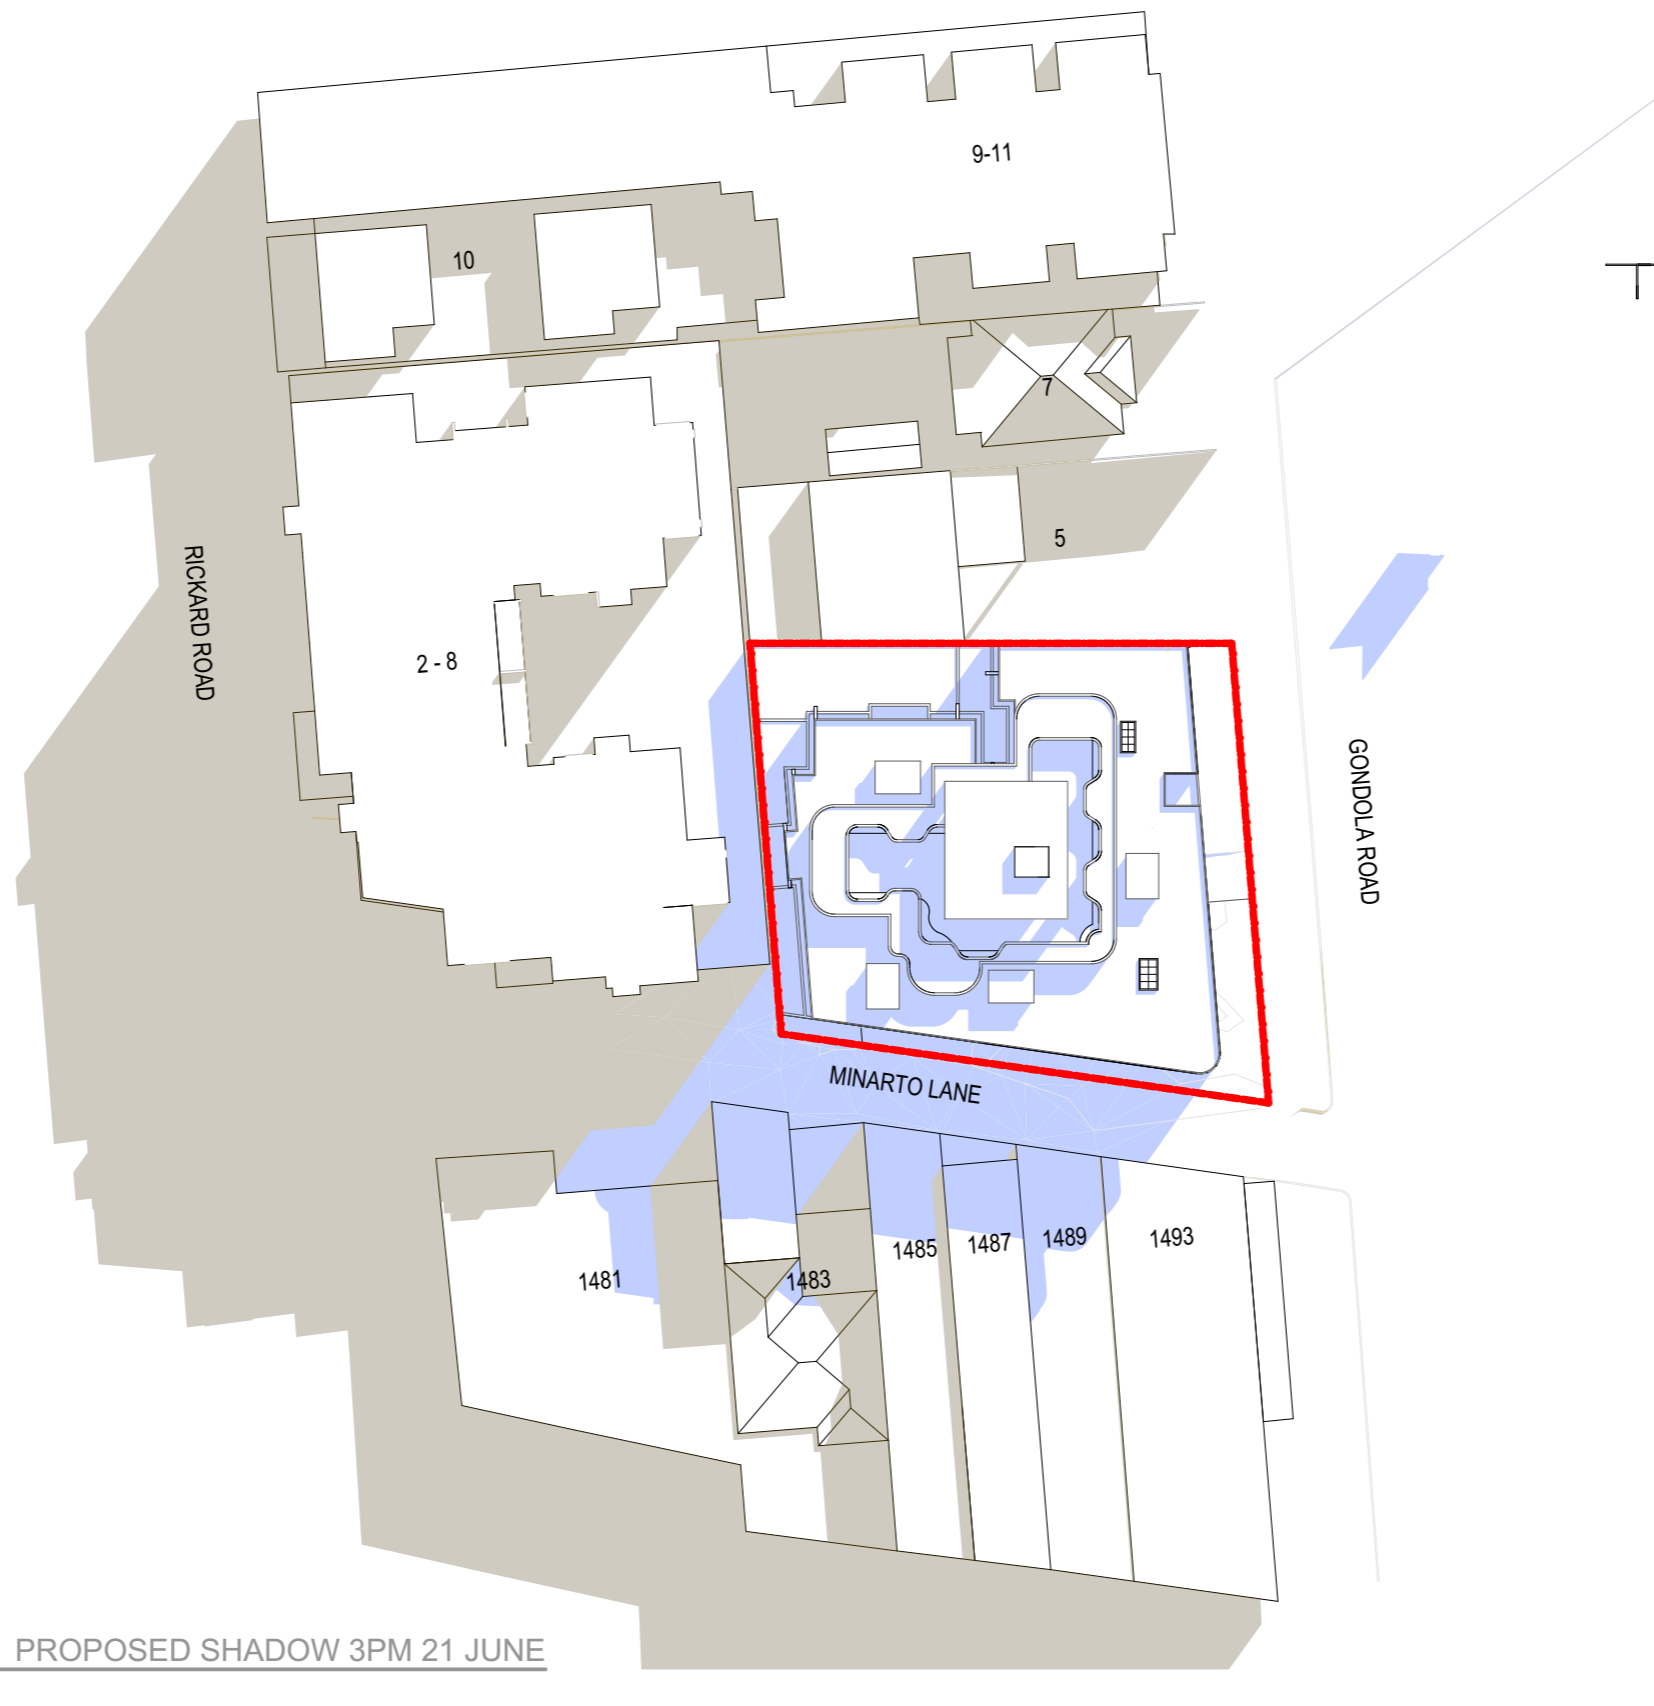 9-11
10
7
5
RICKARD ROAD
2 - 8
GONDOLA ROAD
MINARTO LANE
1481
1483
1485
1487
1489
1493
PROPOSED SHADOW 3PM 21 JUNE